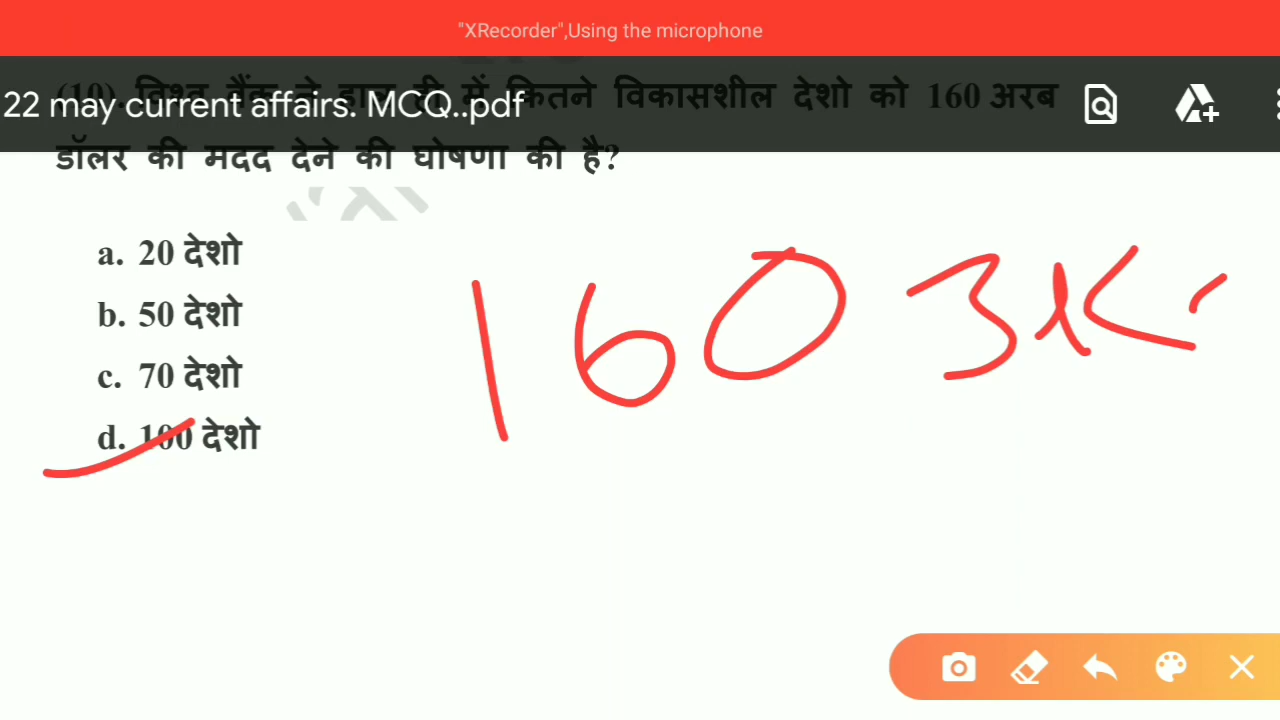 "XRecorder",Using the microphone
(10). विश्व बैंक ने हाल ही में कितने विकासशील देशो को 160 अरब
22 may current affairs. MCQ..pdf
डॉलर की मदद देने की घोषणा की है?
a. 20 देशो
b. 50 देशो
c. 70 देशो
d. 100 देशो
160